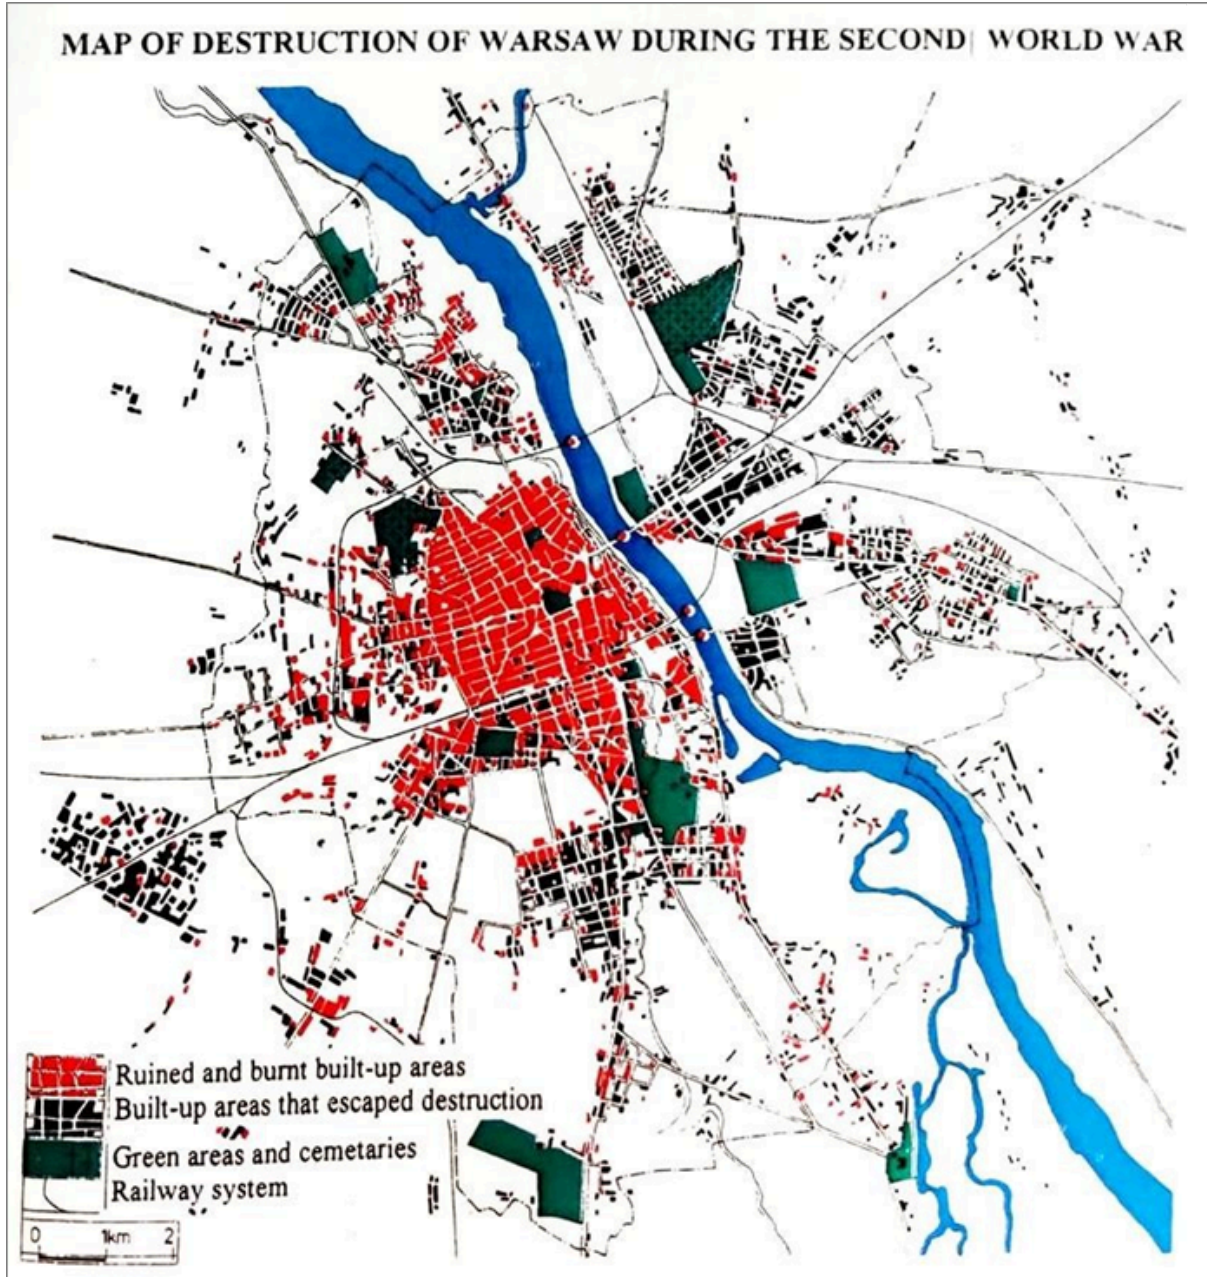 MAP OF DESTRUCTION OF WARSAW DURING THE SECOND WORLD WAR
Ruined and burnt built-up areas
Built-up areas that escaped destruction
Green areas and cemetaries
Railway system
0 1km 2